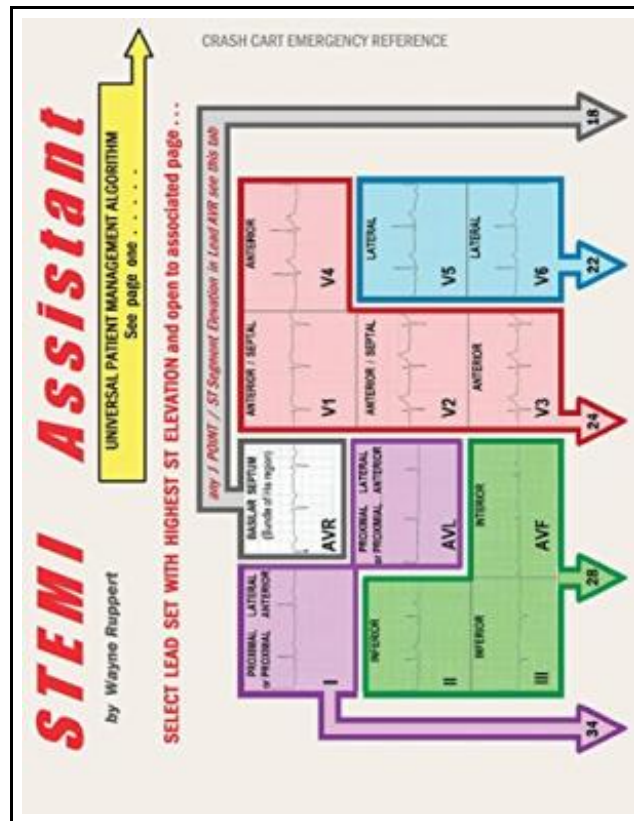 CRASH CART EMERGENCY REFERENCE
STEMI Assistant
by Wayne Ruppert
UNIVERSAL PATIENT MANAGEMENT ALGORITHM
See page one . . . . . .
SELECT LEAD SET WITH HIGHEST ST ELEVATION and open to associated page . . .
any J POINT / ST Segment Elevation in Lead AVR see this tab
PROXIMAL LATERAL
or PROXIMAL ANTERIOR
I
BASILAR SEPTUM
(Bundle of His region)
AVR
ANTERIOR / SEPTAL
V1
ANTERIOR
V4
INFERIOR
II
PROXIMAL LATERAL
or PROXIMAL ANTERIOR
AVL
ANTERIOR / SEPTAL
V2
LATERAL
V5
INFERIOR
III
INTERIOR
AVF
ANTERIOR
V3
LATERAL
V6
34
28
24
22
18